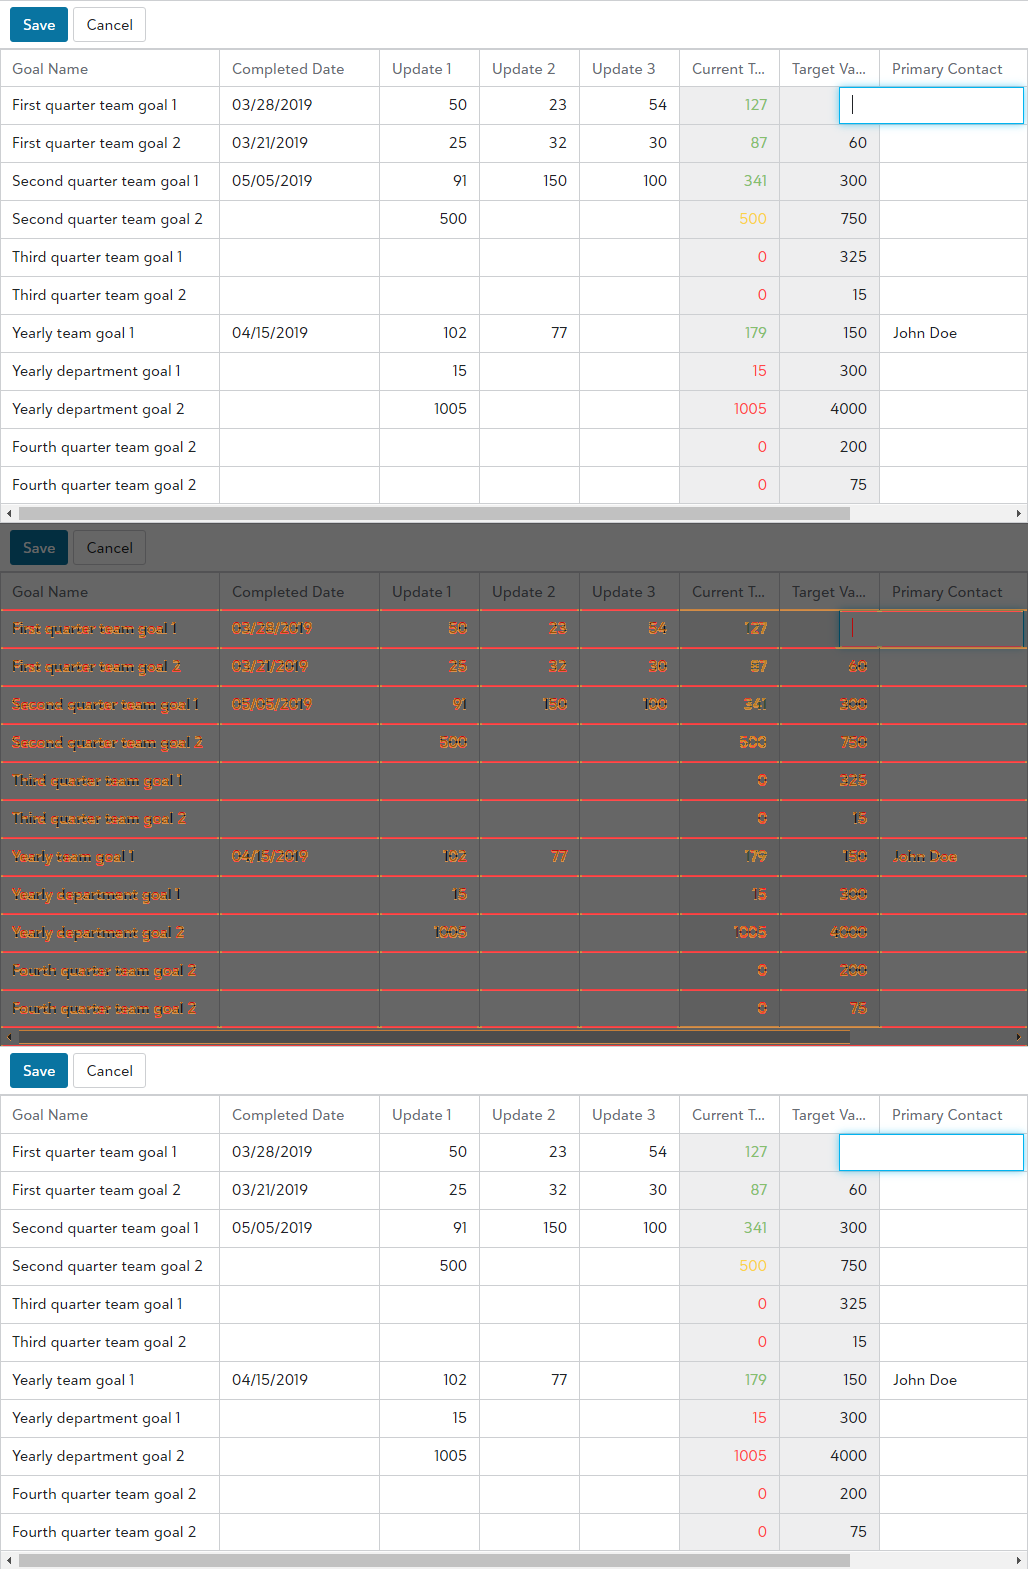 Save Cancel
Goal Name Completed Date Update 1 Update 2 Update 3 Current T... Target Va... Primary Contact
First quarter team goal 1 03/28/2019 50 23 54 127
First quarter team goal 2 03/21/2019 25 32 30 87 60
Second quarter team goal 1 05/05/2019 91 150 100 341 300
Second quarter team goal 2 500 500 750
Third quarter team goal 1 0 325
Third quarter team goal 2 0 15
Yearly team goal 1 04/15/2019 102 77 179 150 John Doe
Yearly department goal 1 15 15 300
Yearly department goal 2 1005 1005 4000
Fourth quarter team goal 2 0 200
Fourth quarter team goal 2 0 75
Save Cancel
Goal Name Completed Date Update 1 Update 2 Update 3 Current T... Target Va... Primary Contact
First quarter team goal 1 03/28/2019 50 23 54 127
First quarter team goal 2 03/21/2019 25 32 30 87 60
Second quarter team goal 1 05/05/2019 91 150 100 341 300
Second quarter team goal 2 500 500 750
Third quarter team goal 1 0 325
Third quarter team goal 2 0 15
Yearly team goal 1 04/15/2019 102 77 179 150 John Doe
Yearly department goal 1 15 15 300
Yearly department goal 2 1005 1005 4000
Fourth quarter team goal 2 0 200
Fourth quarter team goal 2 0 75
Save Cancel
Goal Name Completed Date Update 1 Update 2 Update 3 Current T... Target Va... Primary Contact
First quarter team goal 1 03/28/2019 50 23 54 127
First quarter team goal 2 03/21/2019 25 32 30 87 60
Second quarter team goal 1 05/05/2019 91 150 100 341 300
Second quarter team goal 2 500 500 750
Third quarter team goal 1 0 325
Third quarter team goal 2 0 15
Yearly team goal 1 04/15/2019 102 77 179 150 John Doe
Yearly department goal 1 15 15 300
Yearly department goal 2 1005 1005 4000
Fourth quarter team goal 2 0 200
Fourth quarter team goal 2 0 75